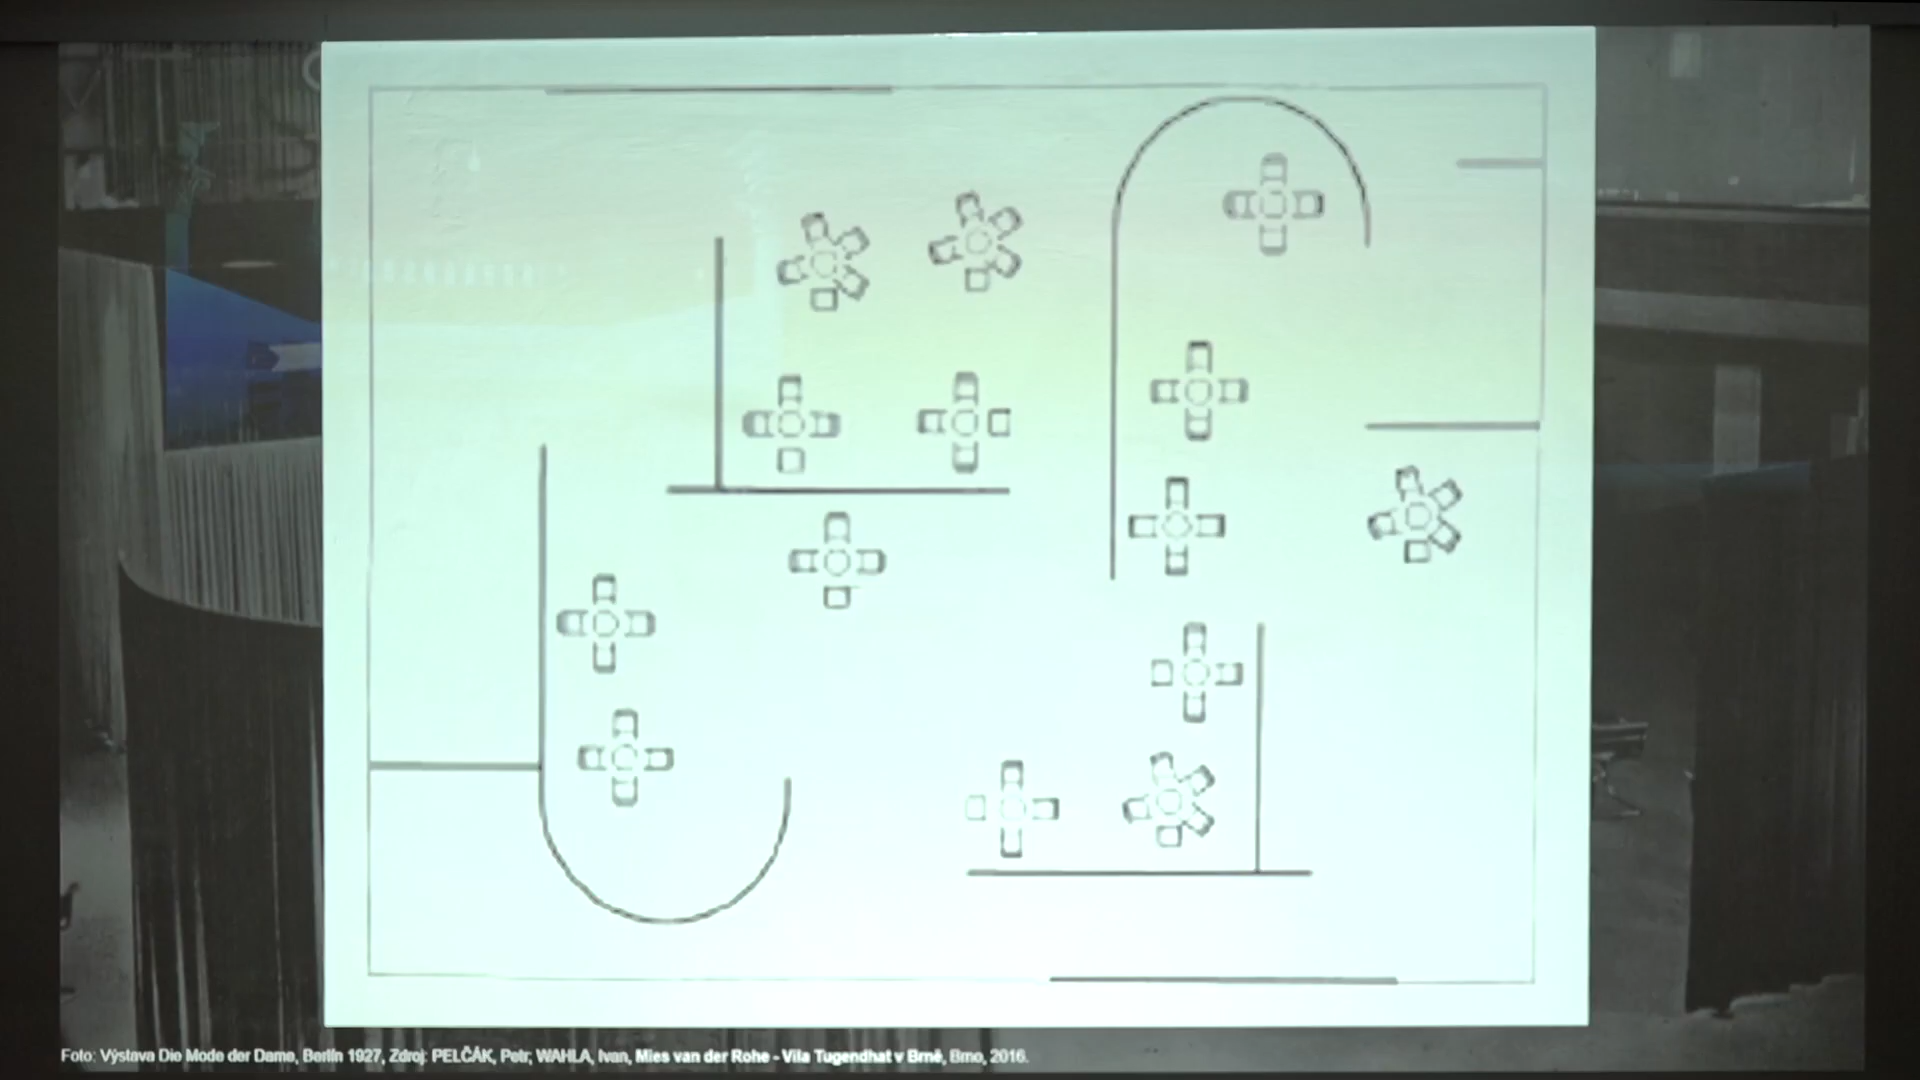 Foto: Výstava Die Mode der Dame, Berlín 1927, Zdroj: PELČÁK, Petr, WAHLA, Ivan, Mies van der Rohe - Vila Tugendhat v Brně, Brno, 2016.